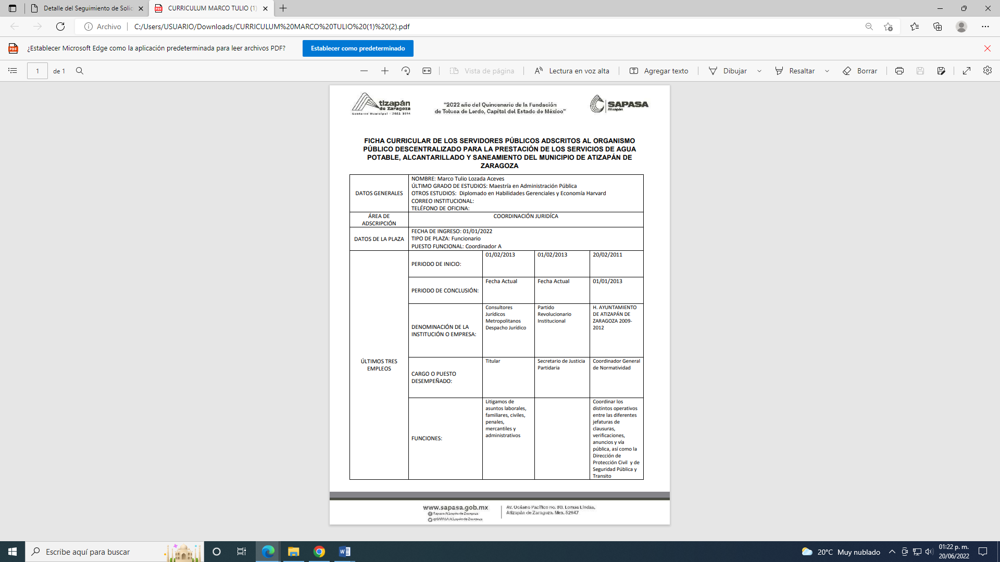 Detalle del Seguimiento de Solic
CURRICULUM MARCO TULIO (1)
Archivo
C:/Users/USUARIO/Downloads/CURRICULUM%20MARCO%20TULIO%20(1)%20(2).pdf
¿Establecer Microsoft Edge como la aplicación predeterminada para leer archivos PDF?
Establecer como predeterminado
1 de 1
Vista de página
Lectura en voz alta
Agregar texto
Dibujar
Resaltar
Borrar
tizapán
de Zaragoza
Gobierno Municipal - 2022 2024
“2022 año del Quincenario de la Fundación
de Toluca de Lerdo, Capital del Estado de México”
SAPASA
Atizapán
FICHA CURRICULAR DE LOS SERVIDORES PÚBLICOS ADSCRITOS AL ORGANISMO
PÚBLICO DESCENTRALIZADO PARA LA PRESTACIÓN DE LOS SERVICIOS DE AGUA
POTABLE, ALCANTARILLADO Y SANEAMIENTO DEL MUNICIPIO DE ATIZAPÁN DE
ZARAGOZA
DATOS GENERALES
NOMBRE: Marco Tulio Lozada Aceves
ÚLTIMO GRADO DE ESTUDIOS: Maestría en Administración Pública
OTROS ESTUDIOS: Diplomado en Habilidades Gerenciales y Economía Harvard
CORREO INSTITUCIONAL:
TELÉFONO DE OFICINA:
ÁREA DE
ADSCRIPCIÓN
COORDINACIÓN JURIDÍCA
DATOS DE LA PLAZA
FECHA DE INGRESO: 01/01/2022
TIPO DE PLAZA: Funcionario
PUESTO FUNCIONAL: Coordinador A
ÚLTIMOS TRES
EMPLEOS
PERIODO DE INICIO:
01/02/2013
01/02/2013
20/02/2011
PERIODO DE CONCLUSIÓN:
Fecha Actual
Fecha Actual
01/01/2013
DENOMINACIÓN DE LA
INSTITUCIÓN O EMPRESA:
Consultores
Jurídicos
Metropolitanos
Despacho Jurídico
Partido
Revolucionario
Institucional
H. AYUNTAMIENTO
DE ATIZAPÁN DE
ZARAGOZA 2009-
2012
CARGO O PUESTO
DESEMPEÑADO:
Titular
Secretario de Justicia
Partidaria
Coordinador General
de Normatividad
FUNCIONES:
Litigamos de
asuntos laborales,
familiares, civiles,
penales,
mercantiles y
administrativos
Coordinar los
distintos operativos
entre las diferentes
jefaturas de
clausuras,
verificaciones,
anuncios y vía
pública, así como la
Dirección de
Protección Civil y de
Seguridad Pública y
Transito
www.sapasa.gob.mx
Sapasa Atizapán de Zaragoza
@SAPASA Atizapán de Zaragoza
Av. Océano Pacífico no. 80, Lomas Lindas,
Atizapán de Zaragoza. Mex. 52947
Escribe aquí para buscar
20°C Muy nublado
01:22 p. m.
20/06/2022